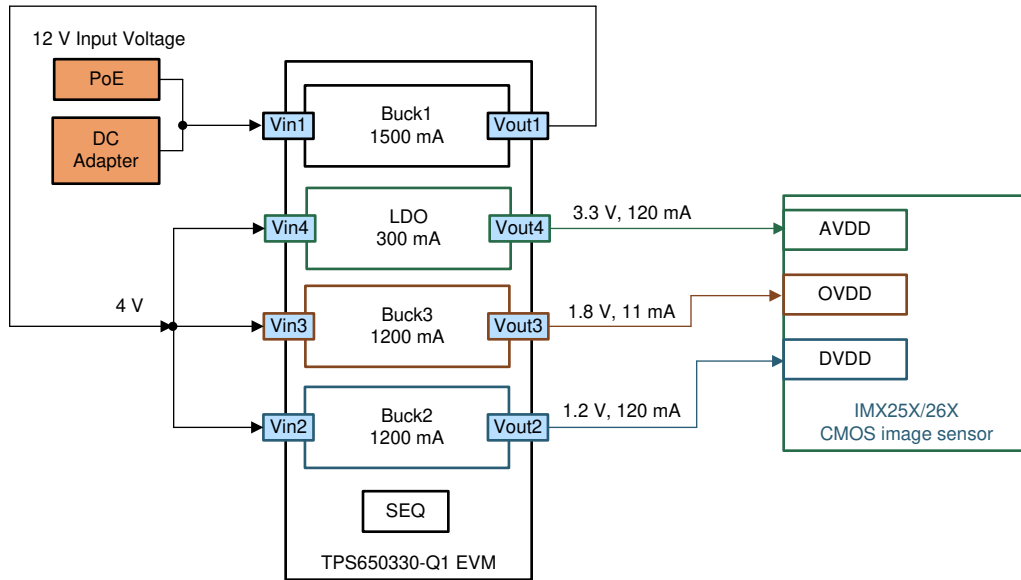 12 V Input Voltage
PoE
DC
Adapter
Vin1
Buck1
1500 mA
Vout1
Vin4
LDO
300 mA
Vout4
3.3 V, 120 mA
AVDD
4 V
Vin3
Buck3
1200 mA
Vout3
1.8 V, 11 mA
OVDD
Vin2
Buck2
1200 mA
Vout2
1.2 V, 120 mA
DVDD
IMX25X/26X
CMOS image sensor
SEQ
TPS650330-Q1 EVM